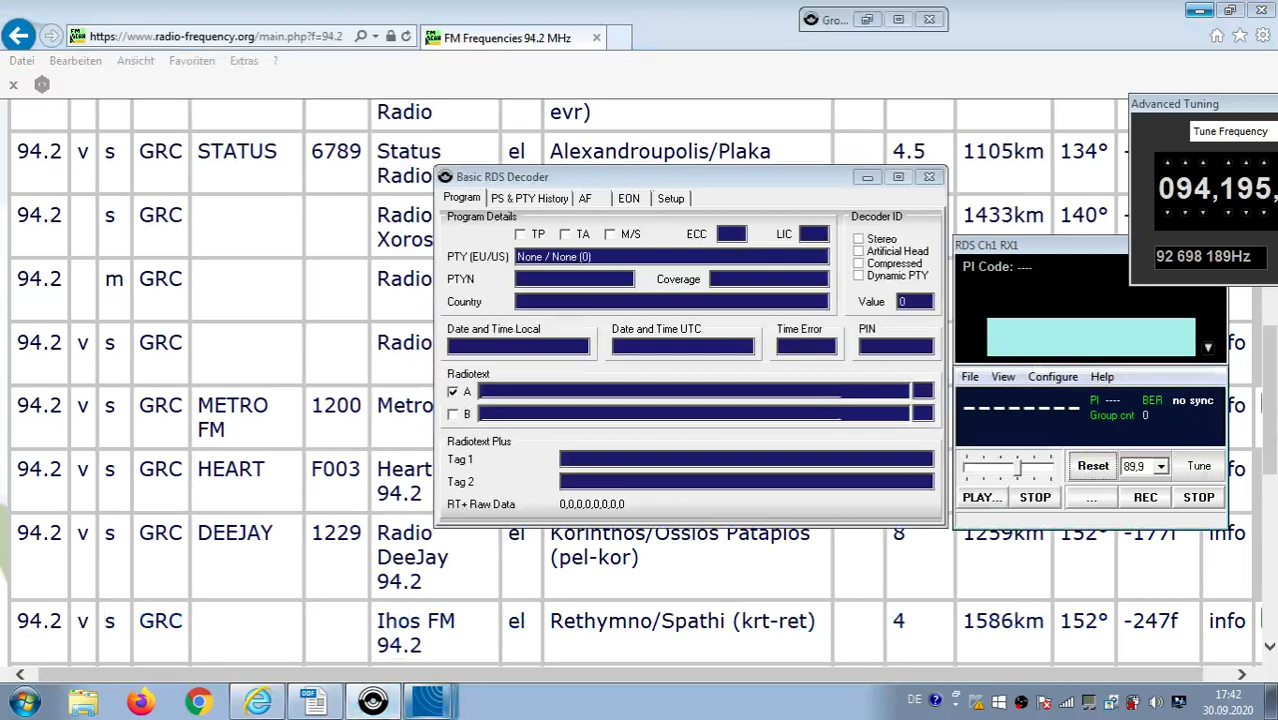 Gro...
https://www.radio-frequency.org/main.php?f=94.2
FM Frequencies 94.2 MHz
Datei Bearbeiten Ansicht Favoriten Extras ?
Radio evr)
94.2 v s GRC STATUS 6789 Status Alexandroupolis/Plaka 4.5 1105km 134°
Radio
el
94.2 s GRC Radio 1433km 140°
Xoros
94.2 m GRC
94.2 v s GRC Radio nfo
94.2 v s GRC METRO 1200 Metro nfo
FM
94.2 v s GRC HEART F003 Heart nfo
94.2
94.2 v s GRC DEEJAY 1229 Radio el Korinthos/Ossios Patapios 8 1259km 152° -177f info
DeeJay (pel-kor)
94.2
94.2 v s GRC Ihos FM el Rethymno/Spathi (krt-ret) 4 1586km 152° -247f info
94.2
Basic RDS Decoder
Program PS & PTY History AF EON Setup
Program Details
TP TA M/S ECC LIC
PTY (EU/US) None / None (0)
PTYN Coverage
Country
Decoder ID
Stereo
Artificial Head
Compressed
Dynamic PTY
Value 0
Date and Time Local Date and Time UTC Time Error PIN
Radiotext
A
B
Radiotext Plus
Tag 1
Tag 2
RT+ Raw Data 0,0,0,0,0,0,0,0
Advanced Tuning
Tune Frequency
094,195,
92 698 189Hz
RDS Ch1 RX1
PI Code: ----
File View Configure Help
-------- PI ---- BER no sync
Group cnt 0
Reset 89,9 Tune
PLAY... STOP ... REC STOP
DE
17:42
30.09.2020